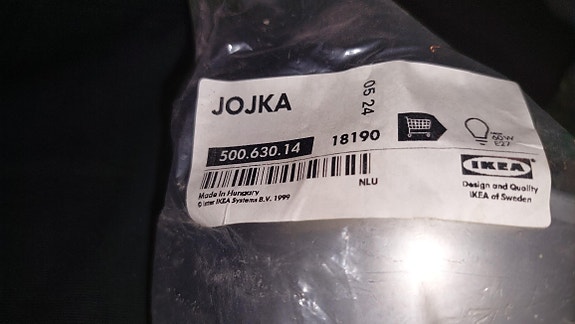 JOJKA
05 24
500.630.14
18190
60W
E27
NLU
Made in Hungary
© Inter IKEA Systems B.V. 1999
IKEA
Design and Quality
IKEA of Sweden